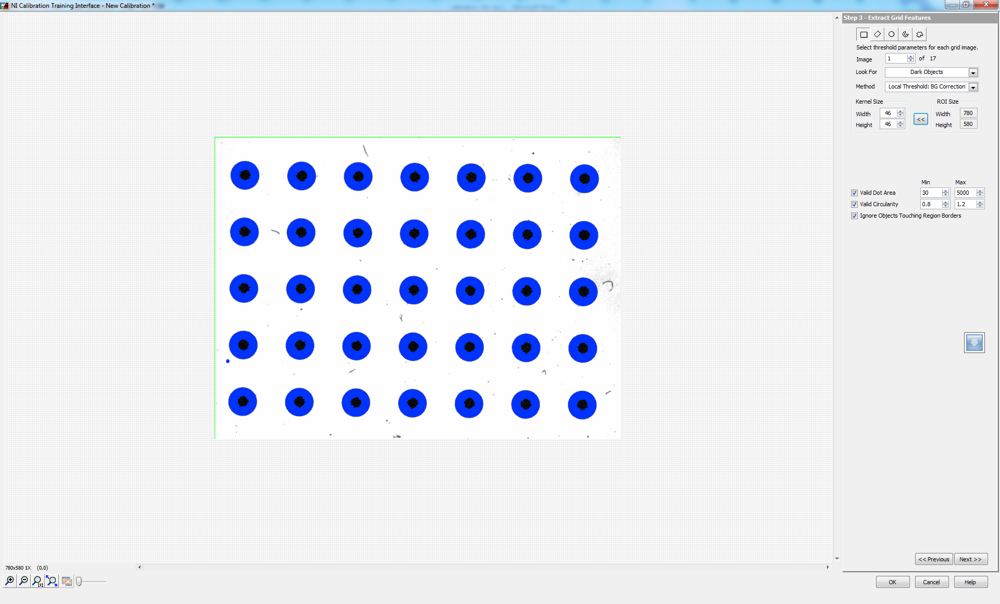 NI Calibration Training Interface - New Calibration *
Step 3 - Extract Grid Features
Select threshold parameters for each grid image.
Image 1 of 17
Look For Dark Objects
Method Local Threshold: BG Correction
Kernel Size ROI Size
Width 46 << Width 780
Height 46 Height 580
Min Max
Valid Dot Area 30 5000
Valid Circularity 0.8 1.2
Ignore Objects Touching Region Borders
<< Previous Next >>
780x580 1X (0,0)
1:1
OK Cancel Help